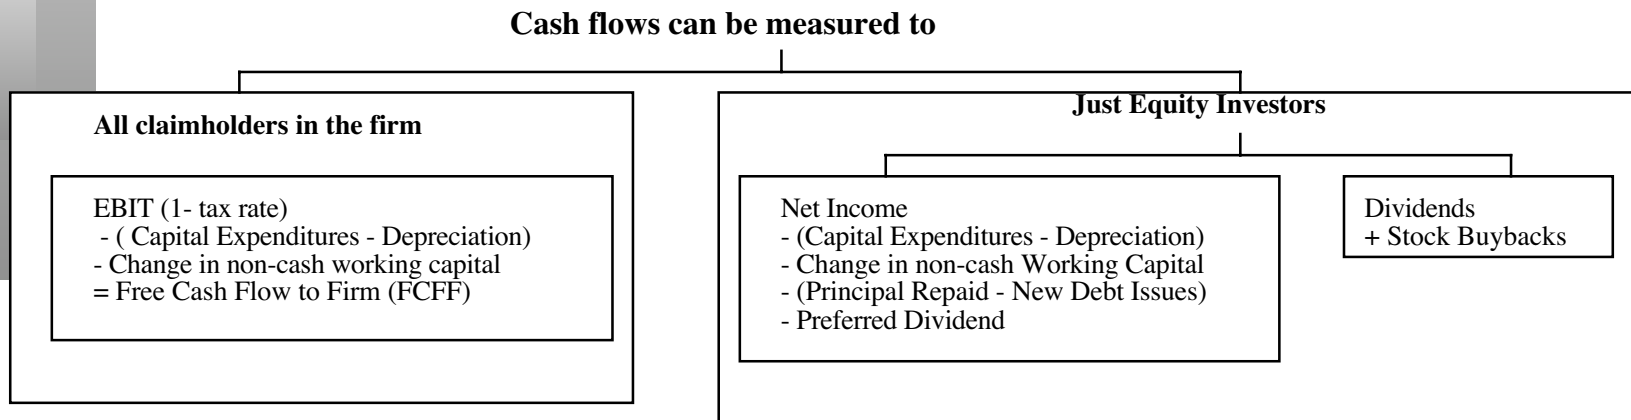 Cash flows can be measured to
All claimholders in the firm
EBIT (1- tax rate)
- ( Capital Expenditures - Depreciation)
- Change in non-cash working capital
= Free Cash Flow to Firm (FCFF)
Just Equity Investors
Net Income
- (Capital Expenditures - Depreciation)
- Change in non-cash Working Capital
- (Principal Repaid - New Debt Issues)
- Preferred Dividend
Dividends
+ Stock Buybacks